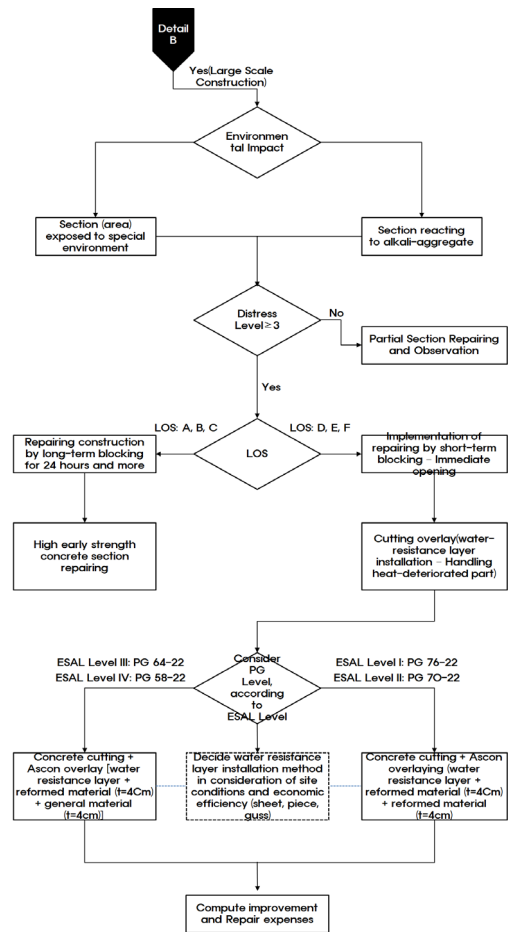 Detail
B
Yes(Large Scale
Construction)
Environmen
tal Impact
Section (area)
exposed to special
environment
Section reacting
to alkali-aggregate
Distress
Level≥3
No
Partial Section Repairing
and Observation
Yes
LOS: A, B, C
LOS: D, E, F
LOS
Repairing construction
by long-term blocking
for 24 hours and more
Implementation of
repairing by short-term
blocking - Immediate
opening
High early strength
concrete section
repairing
Cutting overlay(water-
resistance layer
installation - Handling
heat-deteriorated part)
ESAL Level III: PG 64-22
ESAL Level IV: PG 58-22
Consider
PG
Level,
according
to
ESAL Level
ESAL Level I: PG 76-22
ESAL Level II: PG 70-22
Concrete cutting +
Ascon overlay [water
resistance layer +
reformed material (t=4Cm)
+ general material
(t=4cm)]
Decide water resistance
layer installation method
in consideration of site
conditions and economic
efficiency (sheet, piece,
guss)
Concrete cutting + Ascon
overlaying (water
resistance layer +
reformed material (t=4Cm)
+ reformed material
(t=4cm)
Compute improvement
and Repair expenses